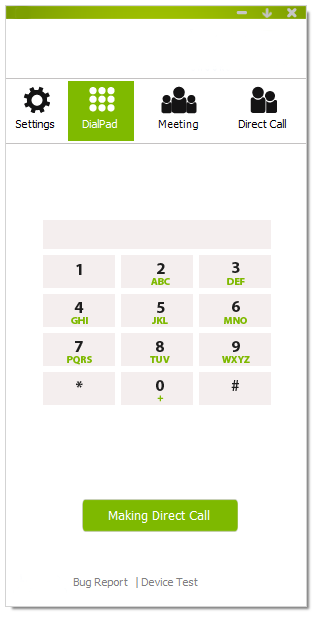 Settings DialPad Meeting Direct Call
1 2 3
ABC DEF
4 5 6
GHI JKL MNO
7 8 9
PQRS TUV WXYZ
* 0 #
+
Making Direct Call
Bug Report | Device Test